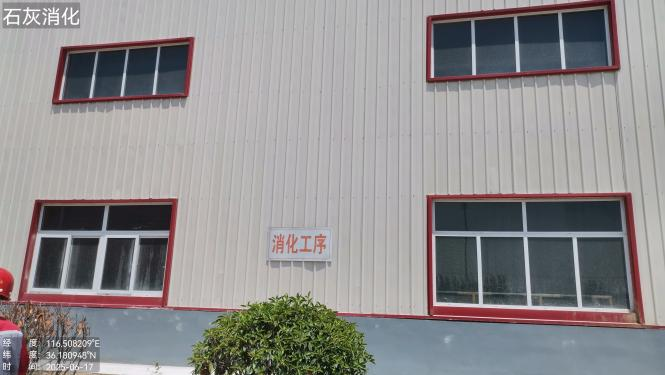 石灰消化
消化工序
经 度: 116.508209°E
纬 度: 36.180948°N
时 间: 2025-06-17